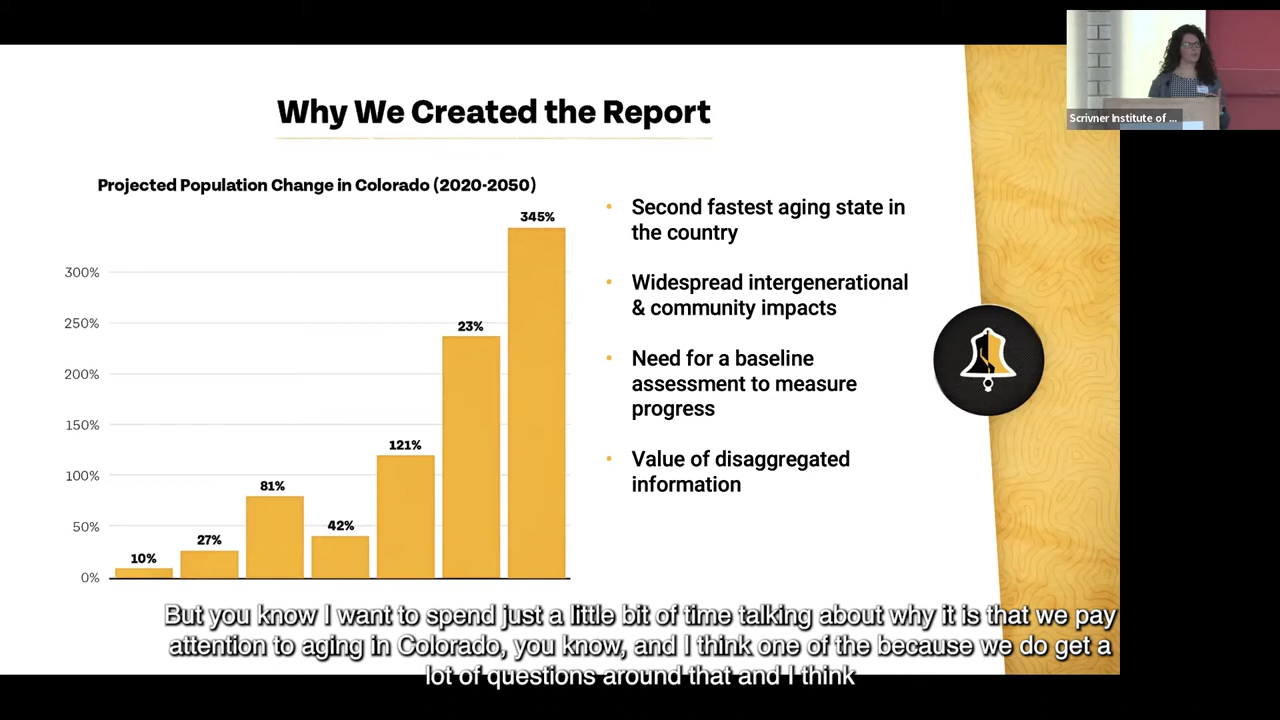 Why We Created the Report
Scrivner Institute of ...
Projected Population Change in Colorado (2020-2050)
345%
300%
250%
200%
150%
100%
50%
0%
10%
27%
81%
42%
121%
23%
• Second fastest aging state in
the country
• Widespread intergenerational
& community impacts
• Need for a baseline
assessment to measure
progress
• Value of disaggregated
information
But you know I want to spend just a little bit of time talking about why it is that we pay
attention to aging in Colorado, you know, and I think one of the because we do get a
lot of questions around that and I think